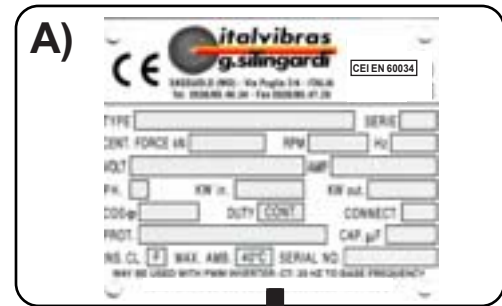 A)
italvibras
g.silingardi
CE
CEI EN 60034
SASSUOLO (MO) - Via Puglia 3/6 - ITALIA
TYPE SERIE
CENT. FORCE kN RPM Hz
VOLT AMP.
PH. KW in. KW out.
COSφ DUTY CONT. CONNECT
PROT. CAP. µF
INS. CL. F MAX. AMB. 40°C SERIAL NO.
MAY BE USED WITH PWM INVERTER -CT- 20 HZ TO BASE FREQUENCY